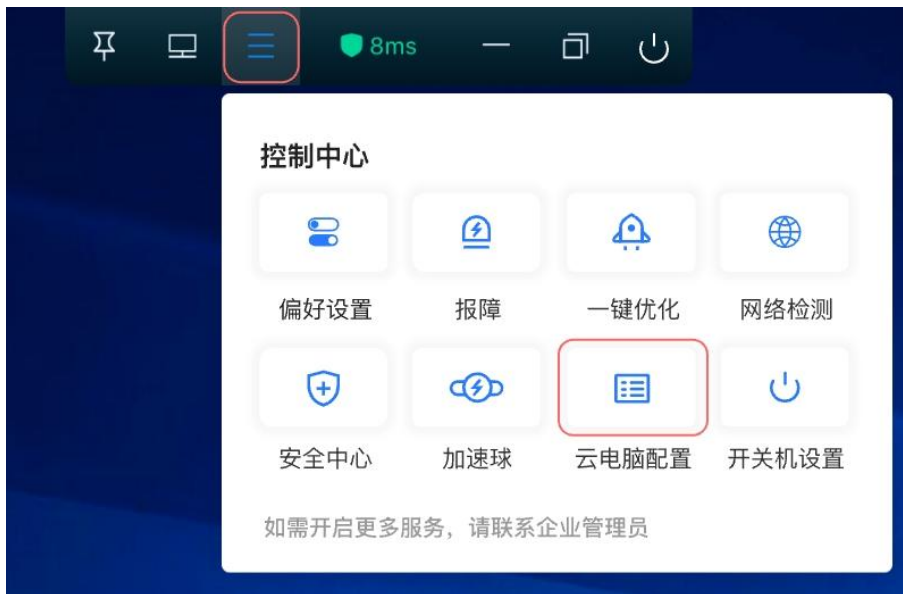 8ms
控制中心
偏好设置 报障 一键优化 网络检测
安全中心 加速球 云电脑配置 开关机设置
如需开启更多服务，请联系企业管理员